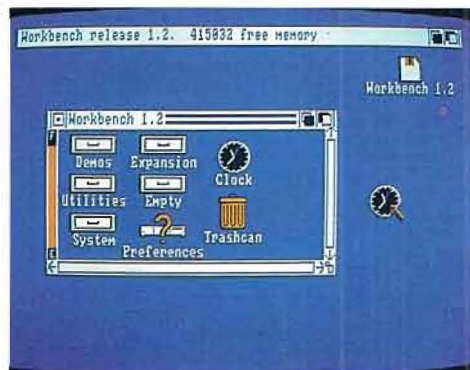 Workbench release 1.2. 415832 free memory
Workbench 1.2
Workbench 1.2
Demos Expansion Clock
Utilities Empty
System Preferences Trashcan
F
E